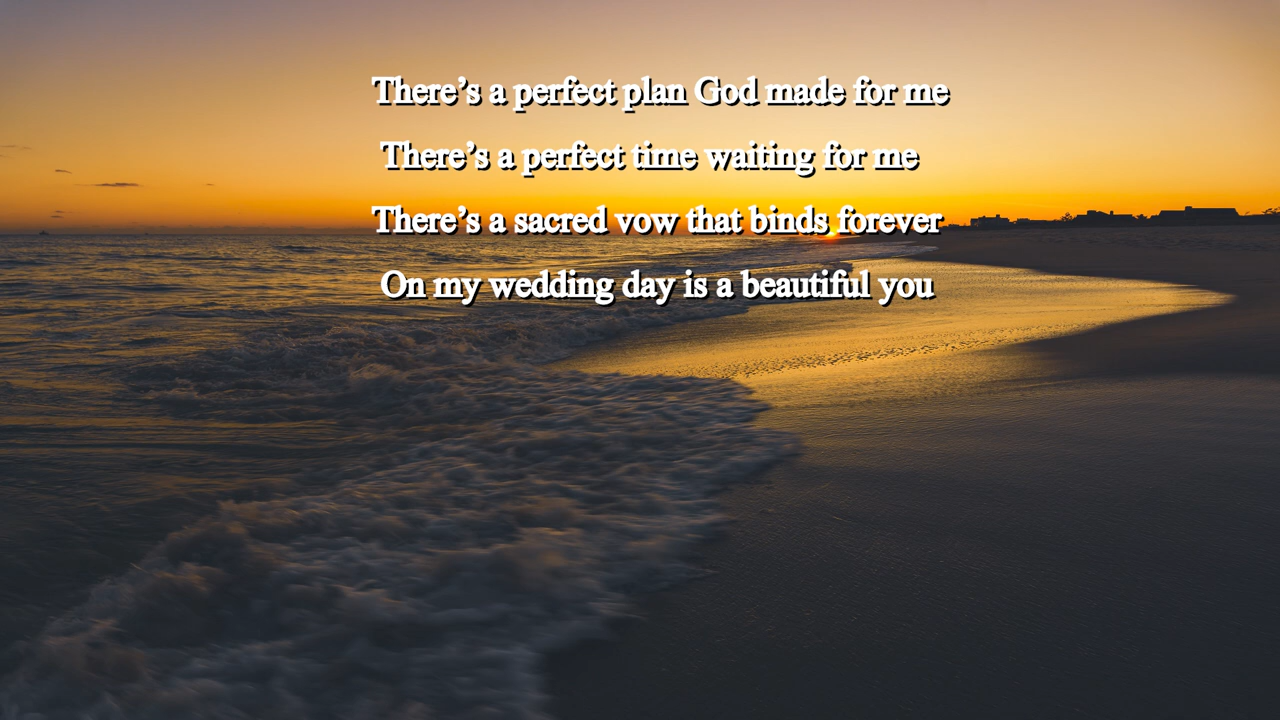 There’s a perfect plan God made for me
There’s a perfect time waiting for me
There’s a sacred vow that binds forever
On my wedding day is a beautiful you